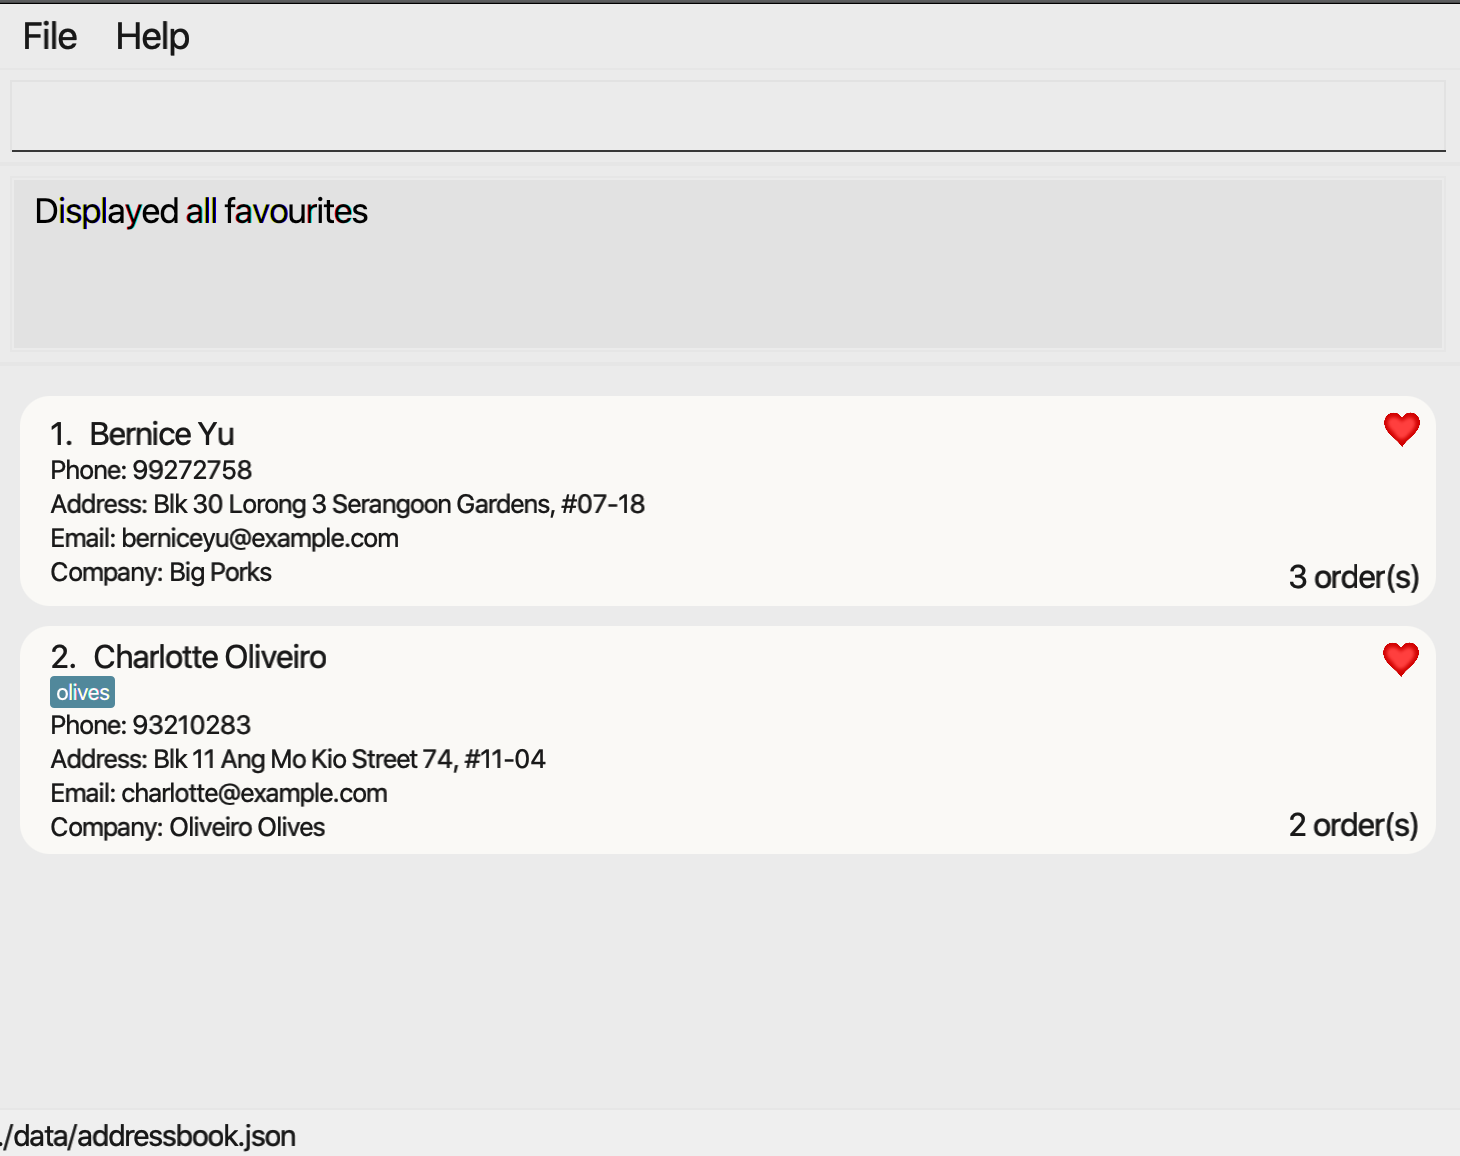 File Help
Displayed all favourites
1. Bernice Yu
Phone: 99272758
Address: Blk 30 Lorong 3 Serangoon Gardens, #07-18
Email: berniceyu@example.com
Company: Big Porks
3 order(s)
2. Charlotte Oliveiro
olives
Phone: 93210283
Address: Blk 11 Ang Mo Kio Street 74, #11-04
Email: charlotte@example.com
Company: Oliveiro Olives
2 order(s)
./data/addressbook.json